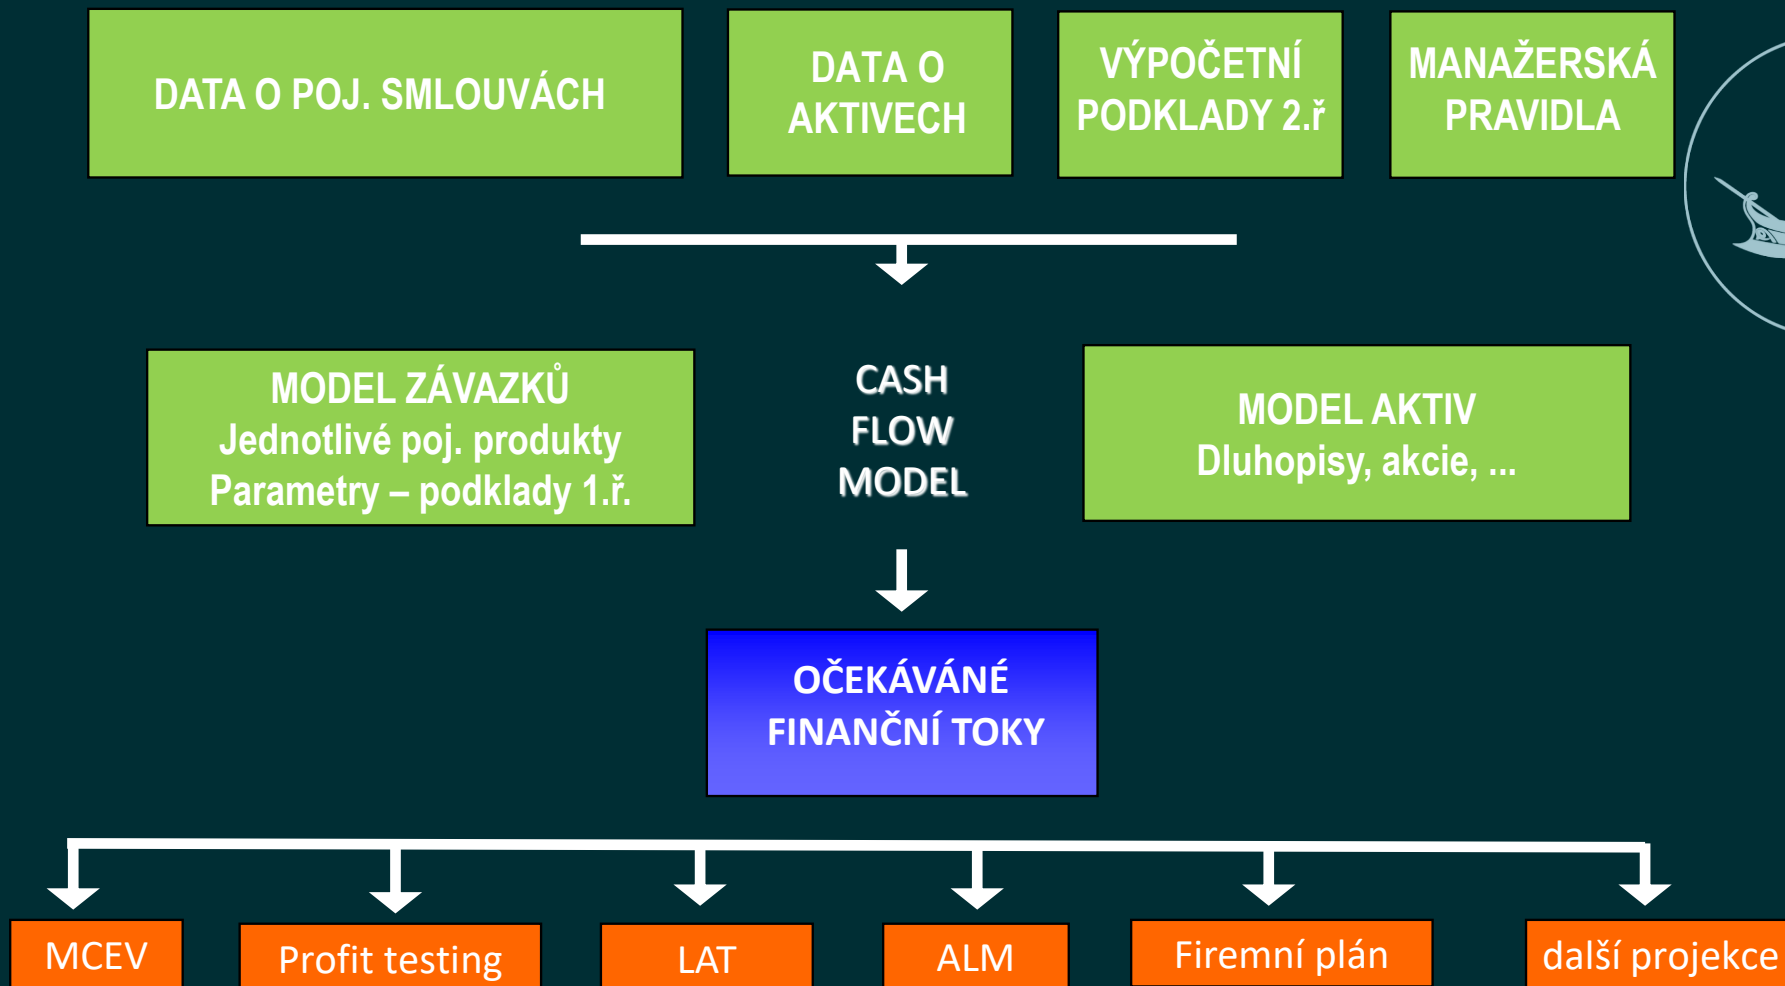 DATA O POJ. SMLOUVÁCH
DATA O
AKTIVECH
VÝPOČETNÍ
PODKLADY 2.ř
MANAŽERSKÁ
PRAVIDLA
MODEL ZÁVAZKŮ
Jednotlivé poj. produkty
Parametry – podklady 1.ř.
CASH
FLOW
MODEL
MODEL AKTIV
Dluhopisy, akcie, ...
OČEKÁVÁNÉ
FINANČNÍ TOKY
MCEV
Profit testing
LAT
ALM
Firemní plán
další projekce